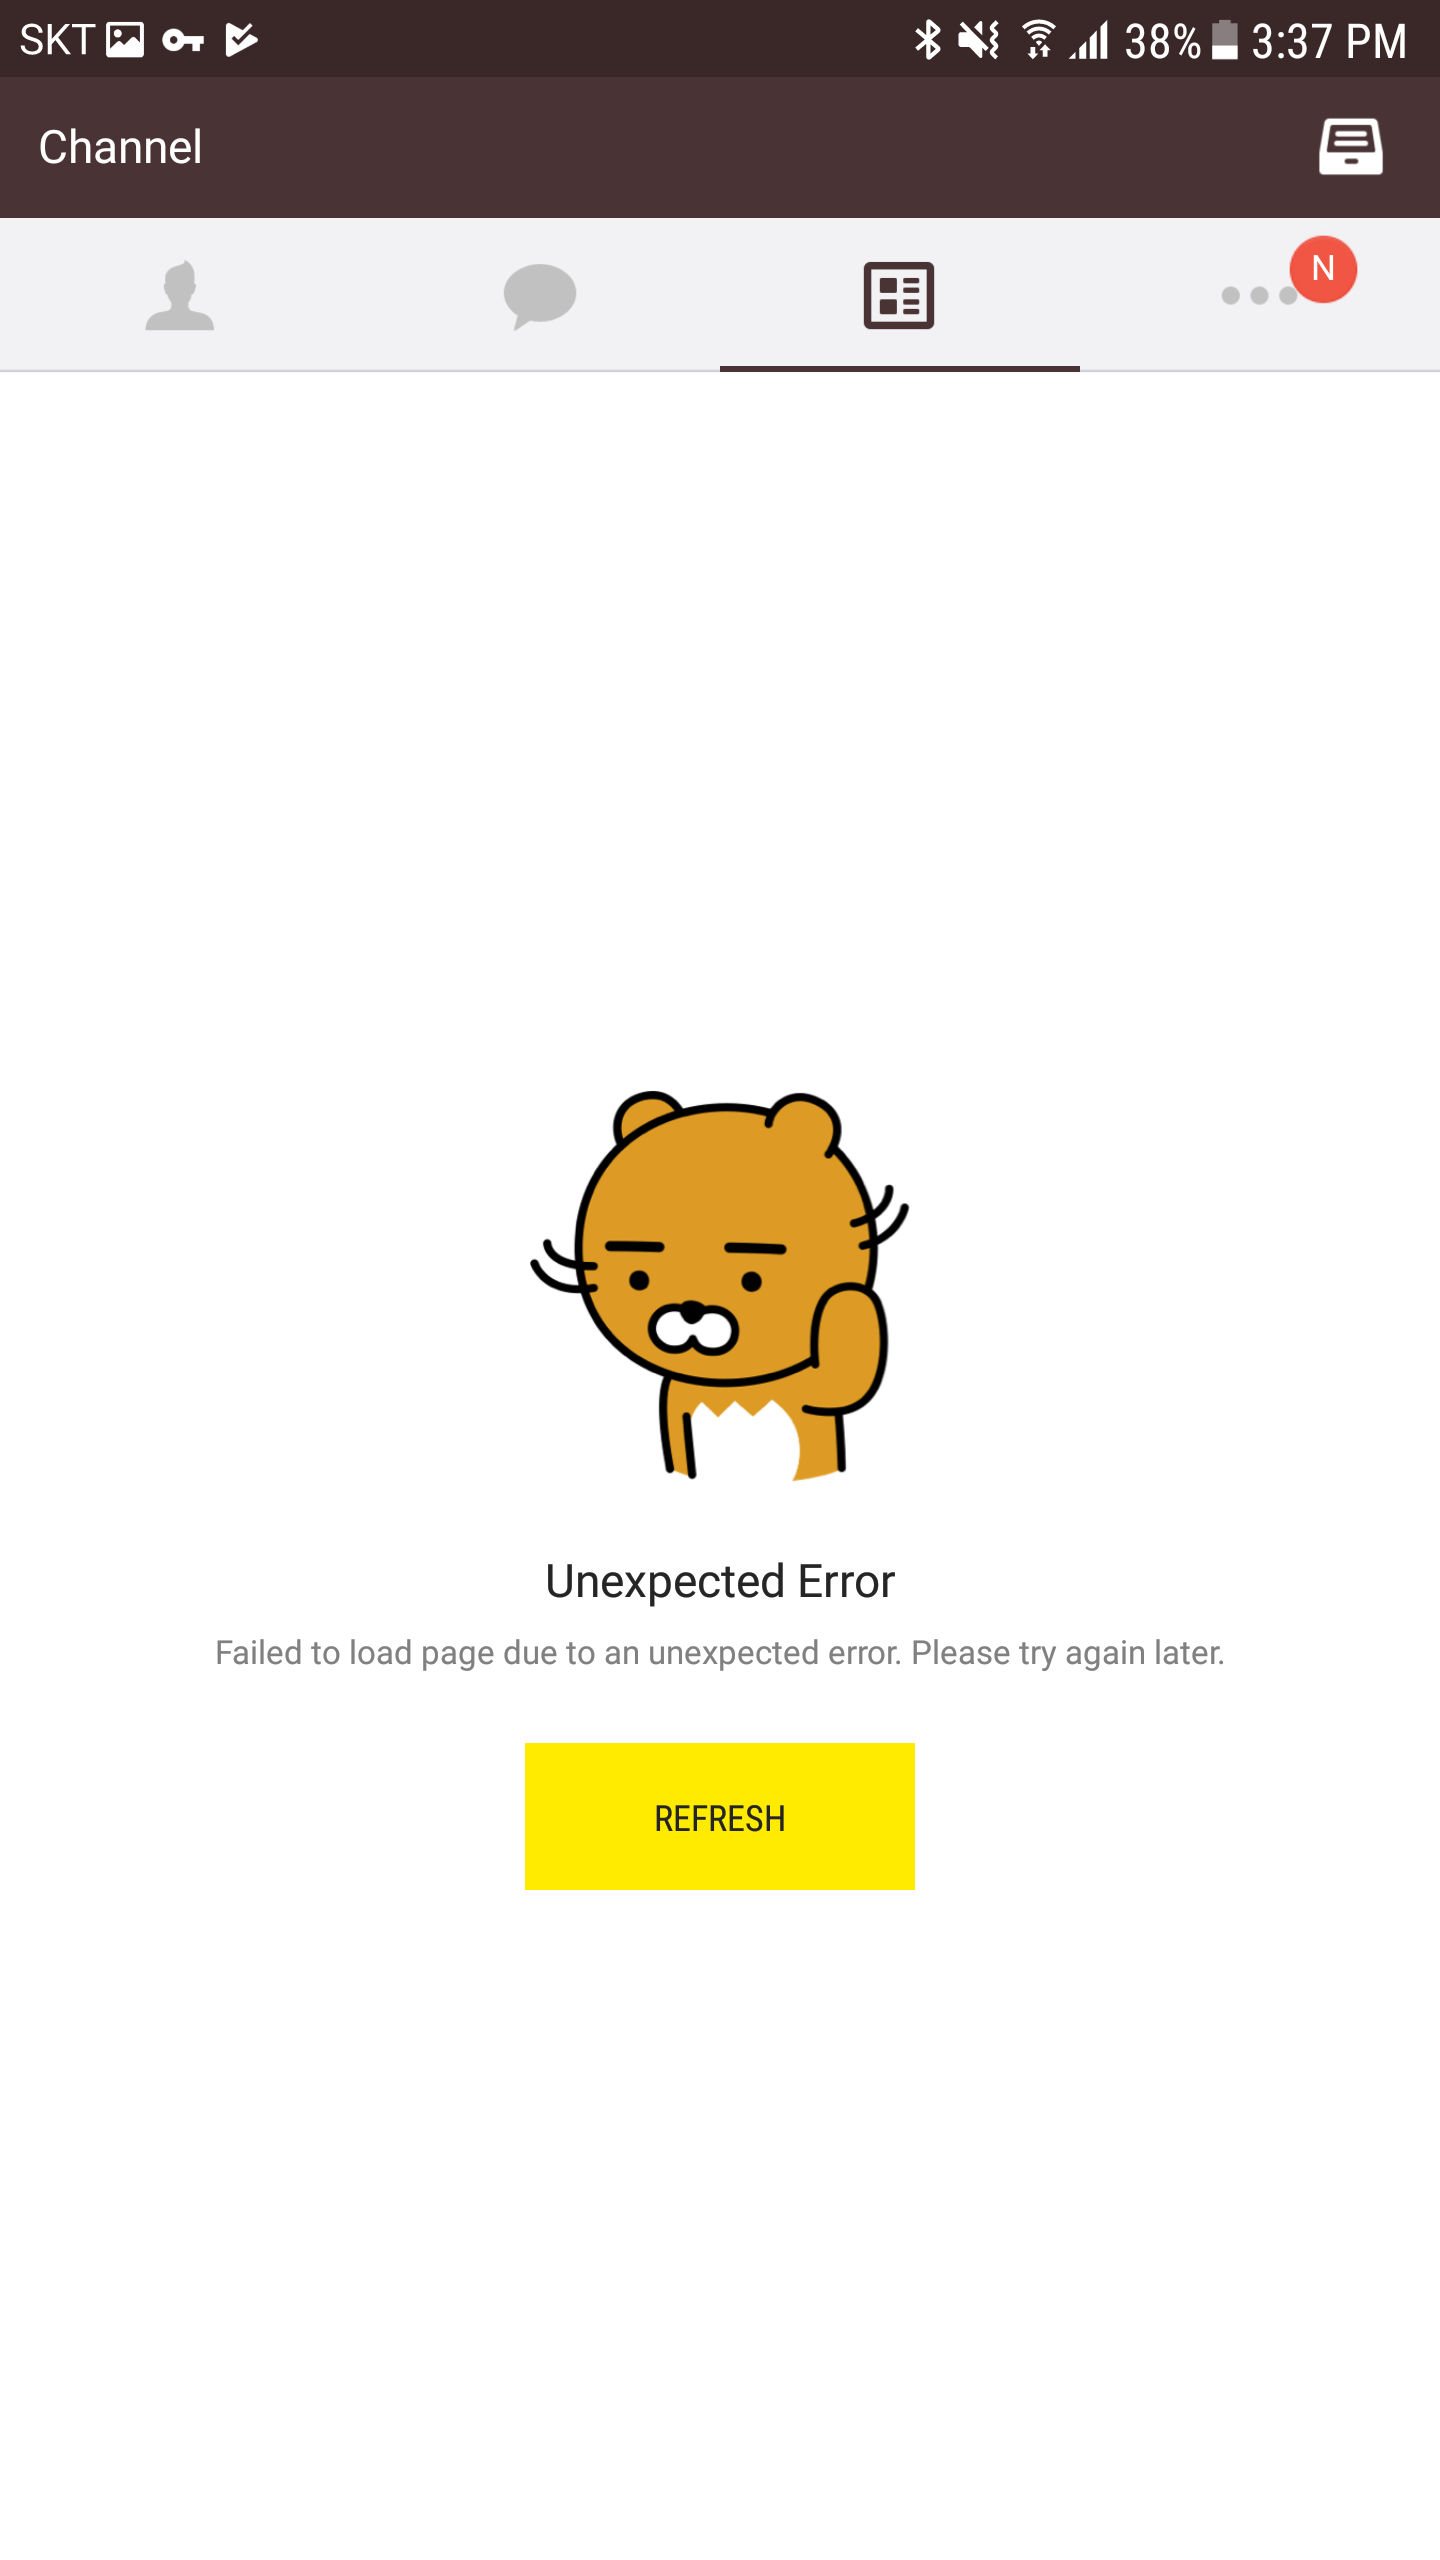 SKT 38% 3:37 PM
Channel
N
Unexpected Error
Failed to load page due to an unexpected error. Please try again later.
REFRESH